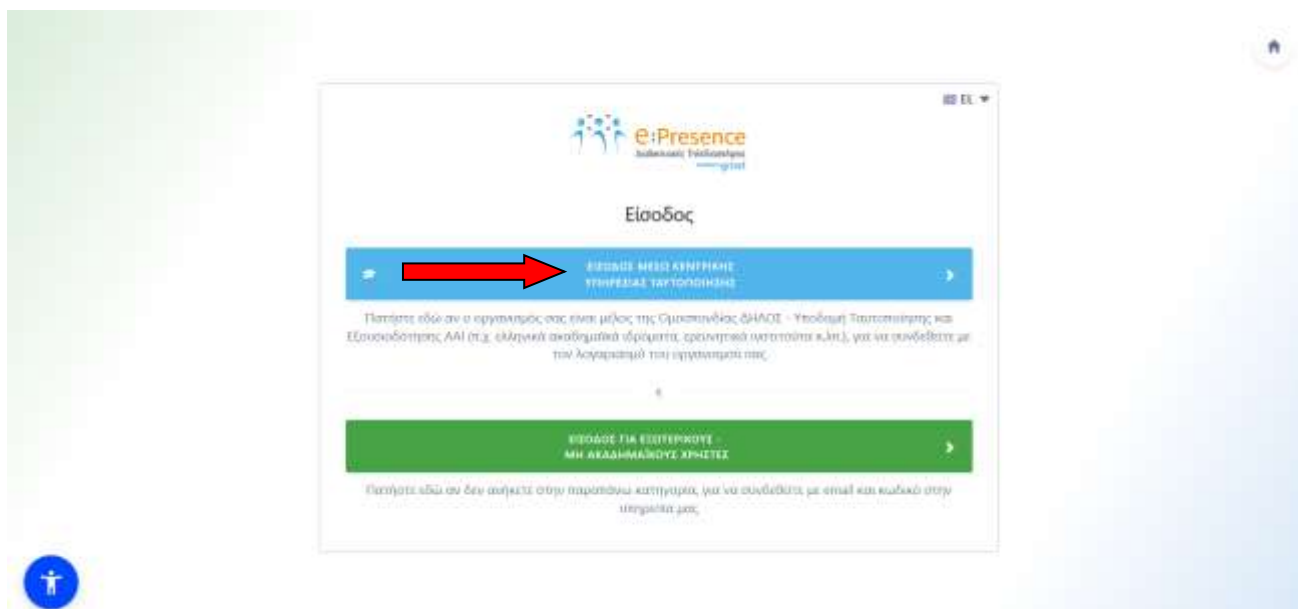 EL
e:Presence
grnet
Είσοδος
ΕΙΣΟΔΟΣ ΜΕΣΩ ΚΕΝΤΡΙΚΗΣ
ΥΠΗΡΕΣΙΑΣ ΤΑΥΤΟΠΟΙΗΣΗΣ
Πατήστε εδώ αν ο οργανισμός σας είναι μέλος της Ομοσπονδίας ΔΗΛΟΣ - Υποδομή Ταυτοποίησης και
Εξουσιοδότησης ΑΑΙ (π.χ. ελληνικά ακαδημαϊκά ιδρύματα, ερευνητικά ινστιτούτα κ.λπ.), για να συνδεθείτε με
τον λογαριασμό του οργανισμού σας.
ή
ΕΙΣΟΔΟΣ ΓΙΑ ΕΞΩΤΕΡΙΚΟΥΣ -
ΜΗ ΑΚΑΔΗΜΑΪΚΟΥΣ ΧΡΗΣΤΕΣ
Πατήστε εδώ αν δεν ανήκετε στην παραπάνω κατηγορία, για να συνδεθείτε με email και κωδικό στην
υπηρεσία μας.